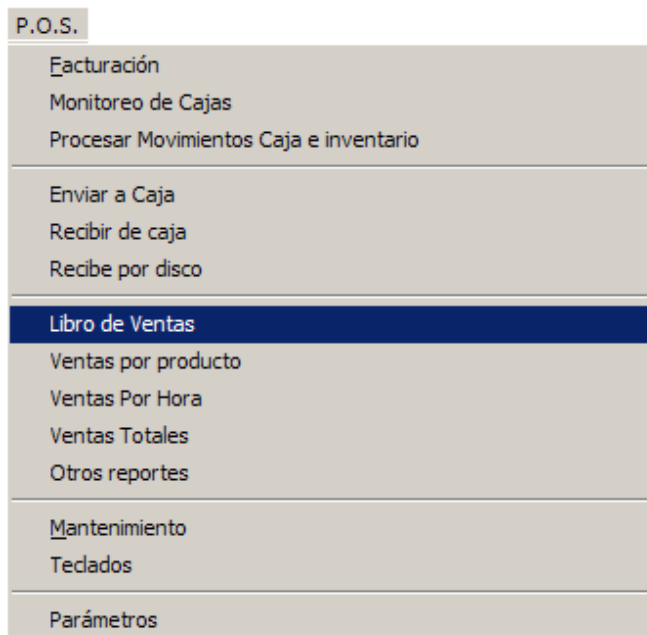 P.O.S.
Facturación
Monitoreo de Cajas
Procesar Movimientos Caja e inventario
Enviar a Caja
Recibir de caja
Recibe por disco
Libro de Ventas
Ventas por producto
Ventas Por Hora
Ventas Totales
Otros reportes
Mantenimiento
Teclados
Parámetros